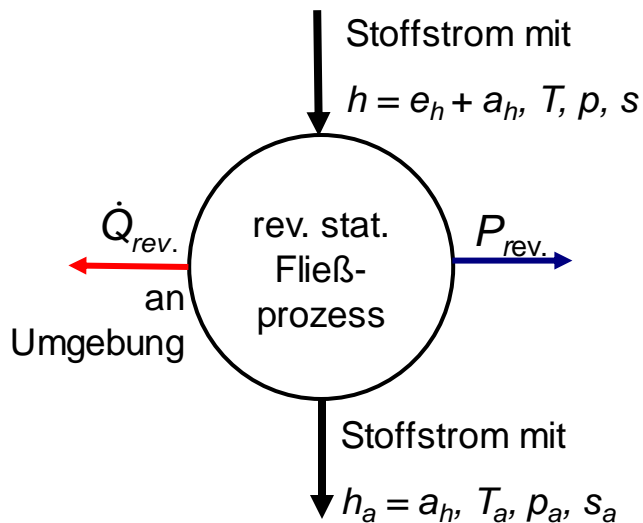 Stoffstrom mit
h = e_h + a_h, T, p, s
Q̇_rev.
P_rev.
rev. stat.
Fließ-
prozess
an
Umgebung
Stoffstrom mit
h_a = a_h, T_a, p_a, s_a